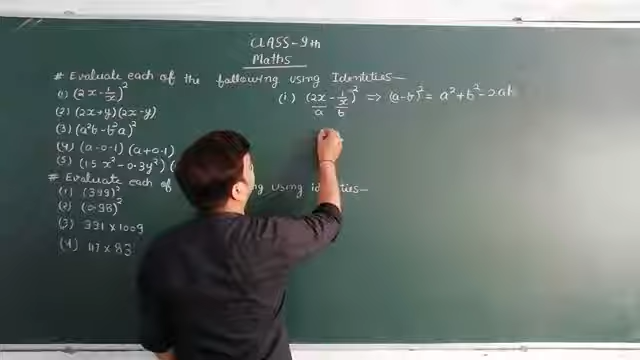 CLASS-9th
Maths
# Evaluate each of the following using Identities-
(1) (2x - 1/x)²
(2) (2x+y)(2x-y)
(3) (a²b - b²a)²
(4) (a-0.1) (a+0.1)
(5) (1.5 x² - 0.3y²) (
# Evaluate each of using identities-
(1) (399)²
(2) (0.98)²
(3) 991 × 1009
(4) 117 × 83
(i) (2x - 1/x)² ⇒ (a-b)² = a² + b² - 2ab
a b